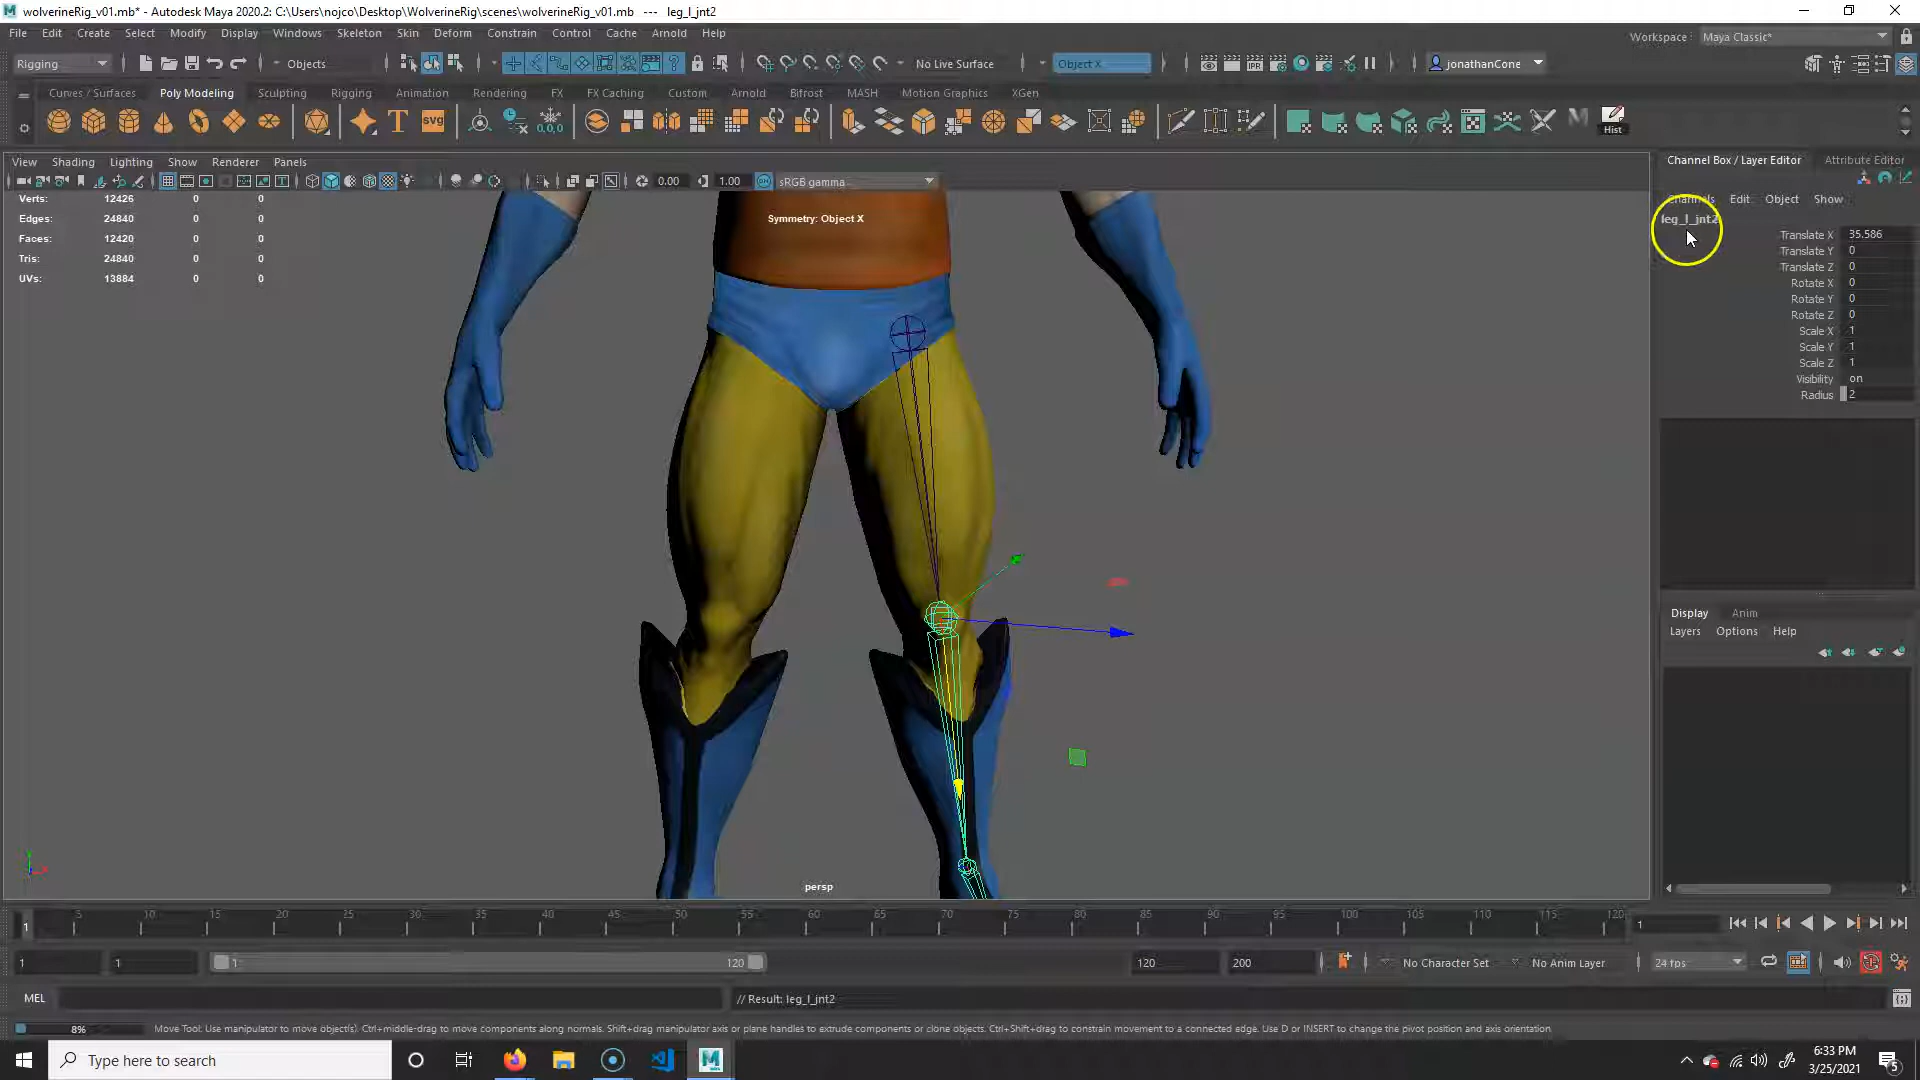 wolverineRig_v01.mb* - Autodesk Maya 2020.2: C:\Users\nojco\Desktop\WolverineRig\scenes\wolverineRig_v01.mb --- leg_l_jnt2
File Edit Create Select Modify Display Windows Skeleton Skin Deform Constrain Control Cache Arnold Help
Workspace: Maya Classic*
Rigging Objects No Live Surface Object X jonathanCone
Curves / Surfaces Poly Modeling Sculpting Rigging Animation Rendering FX FX Caching Custom Arnold Bifrost MASH Motion Graphics XGen
T svg 0,0,0 Hist
View Shading Lighting Show Renderer Panels
Channel Box / Layer Editor Attribute Editor
0.00 1.00 ON sRGB gamma
Channels Edit Object Show
Verts: 12426 0 0
Edges: 24840 0 0
Faces: 12420 0 0
Tris: 24840 0 0
UVs: 13884 0 0
Symmetry: Object X
leg_l_jnt2
Translate X 35.586
Translate Y 0
Translate Z 0
Rotate X 0
Rotate Y 0
Rotate Z 0
Scale X 1
Scale Y 1
Scale Z 1
Visibility on
Radius 2
Display Anim
Layers Options Help
persp
5 10 15 20 25 30 35 40 45 50 55 60 65 70 75 80 85 90 95 100 105 110 115 120
1 1
1 1 1 120 120 200 No Character Set No Anim Layer 24 fps
MEL // Result: leg_l_jnt2
8% Move Tool: Use manipulator to move object(s). Ctrl+middle-drag to move components along normals. Shift+drag manipulator axis or plane handles to extrude components or clone objects. Ctrl+Shift+drag to constrain movement to a connected edge. Use D or INSERT to change the pivot position and axis orientation
Type here to search
6:33 PM
3/25/2021
5